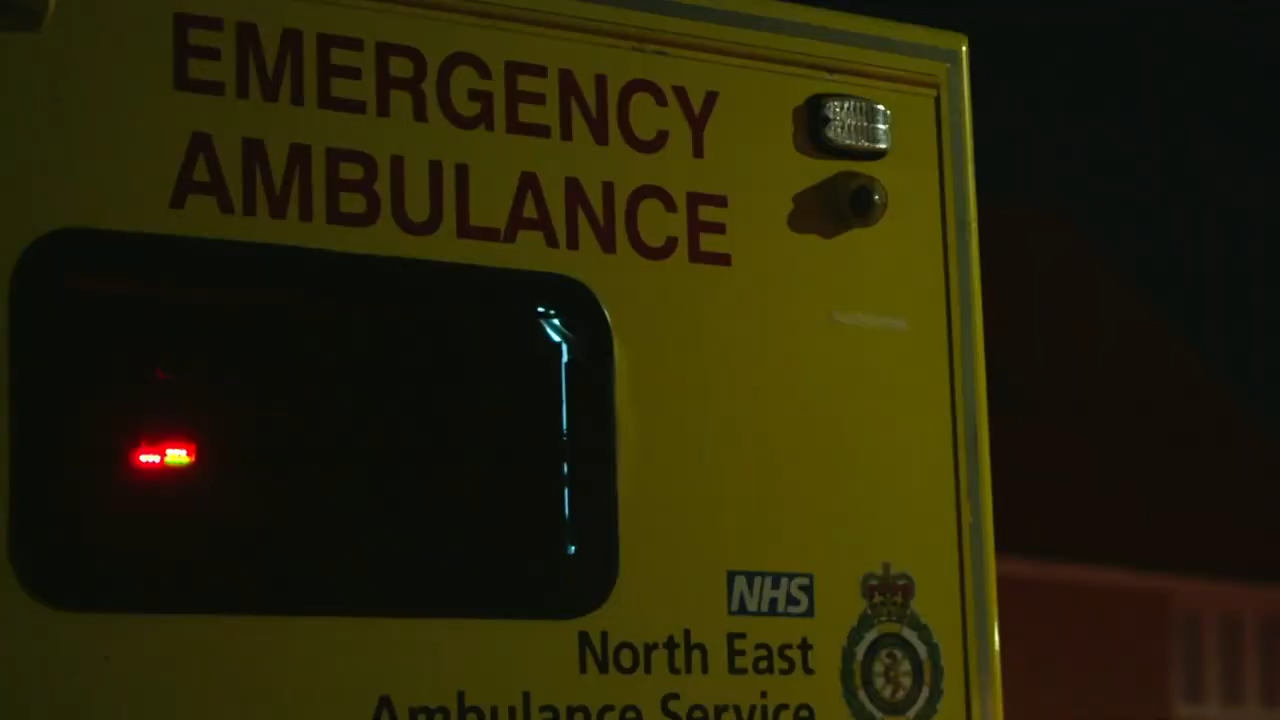 EMERGENCY
AMBULANCE
NHS
North East
Ambulance Service